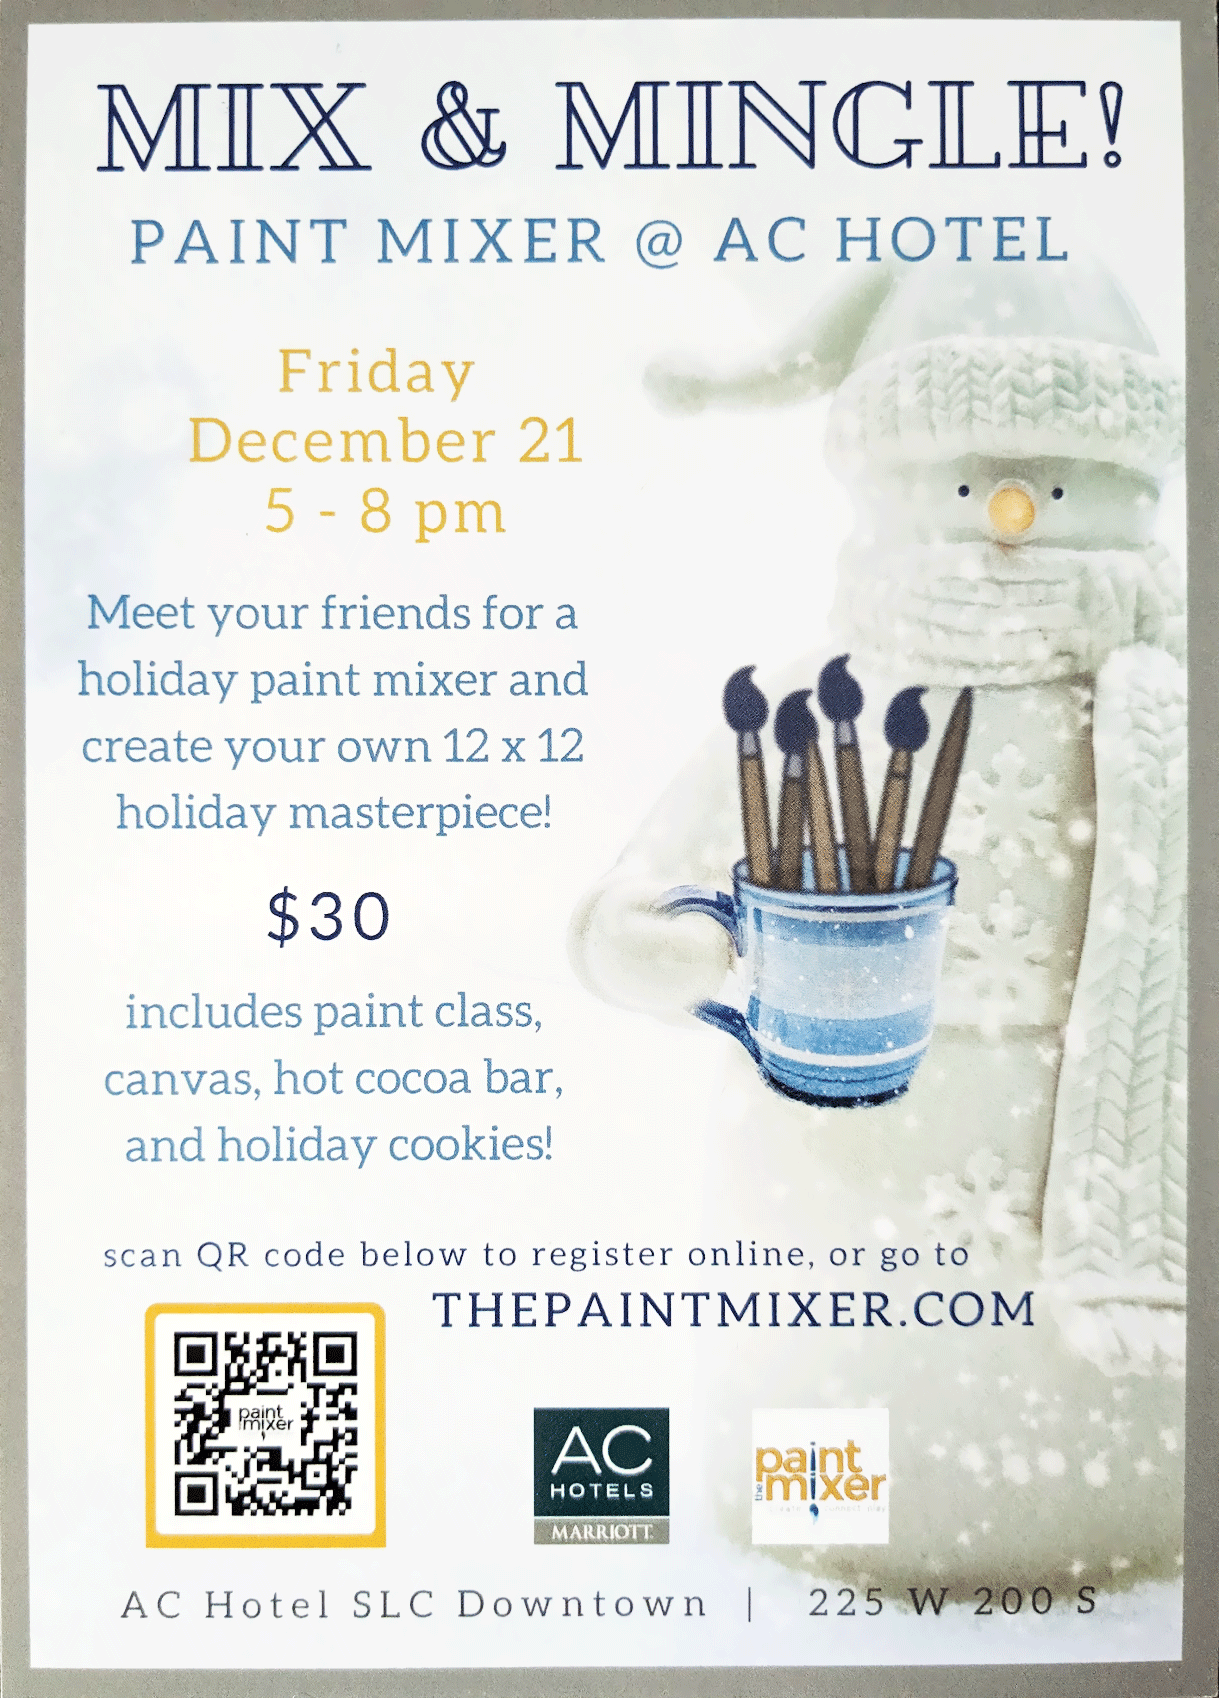 MIX & MINGLE!
PAINT MIXER @ AC HOTEL
Friday
December 21
5 - 8 pm
Meet your friends for a
holiday paint mixer and
create your own 12 x 12
holiday masterpiece!
$30
includes paint class,
canvas, hot cocoa bar,
and holiday cookies!
scan QR code below to register online, or go to
THEPAINTMIXER.COM
paint
mixer
AC
HOTELS
MARRIOTT
paint
the mixer
create connect play
AC Hotel SLC Downtown | 225 W 200 S